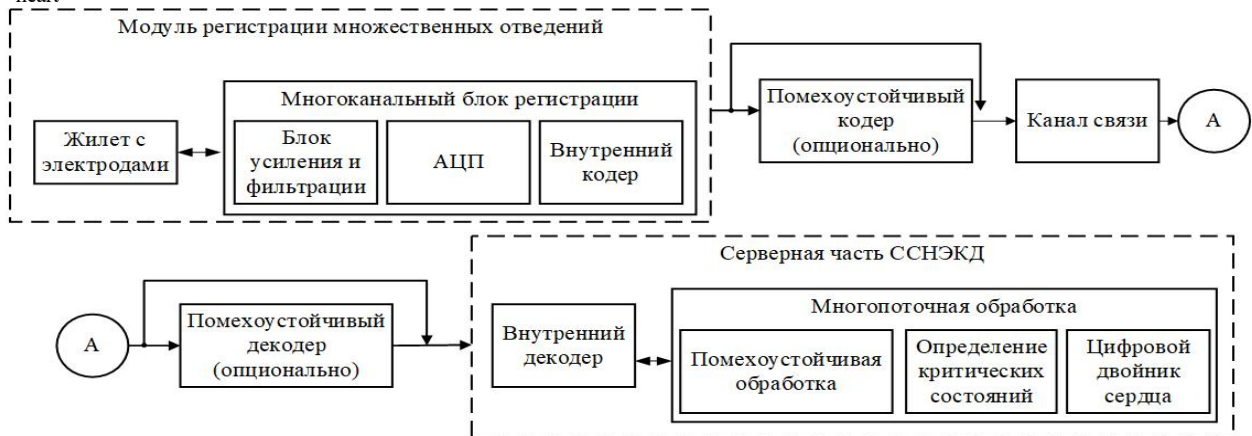 heart
Модуль регистрации множественных отведений
Многоканальный блок регистрации
Жилет с
электродами
Блок
усиления и
фильтрации
АЦП
Внутренний
кодер
Помехоустойчивый
кодер
(опционально)
Канал связи
А
Серверная часть ССНЭКД
А
Помехоустойчивый
декодер
(опционально)
Внутренний
декодер
Многопоточная обработка
Помехоустойчивая
обработка
Определение
критических
состояний
Цифровой
двойник
сердца